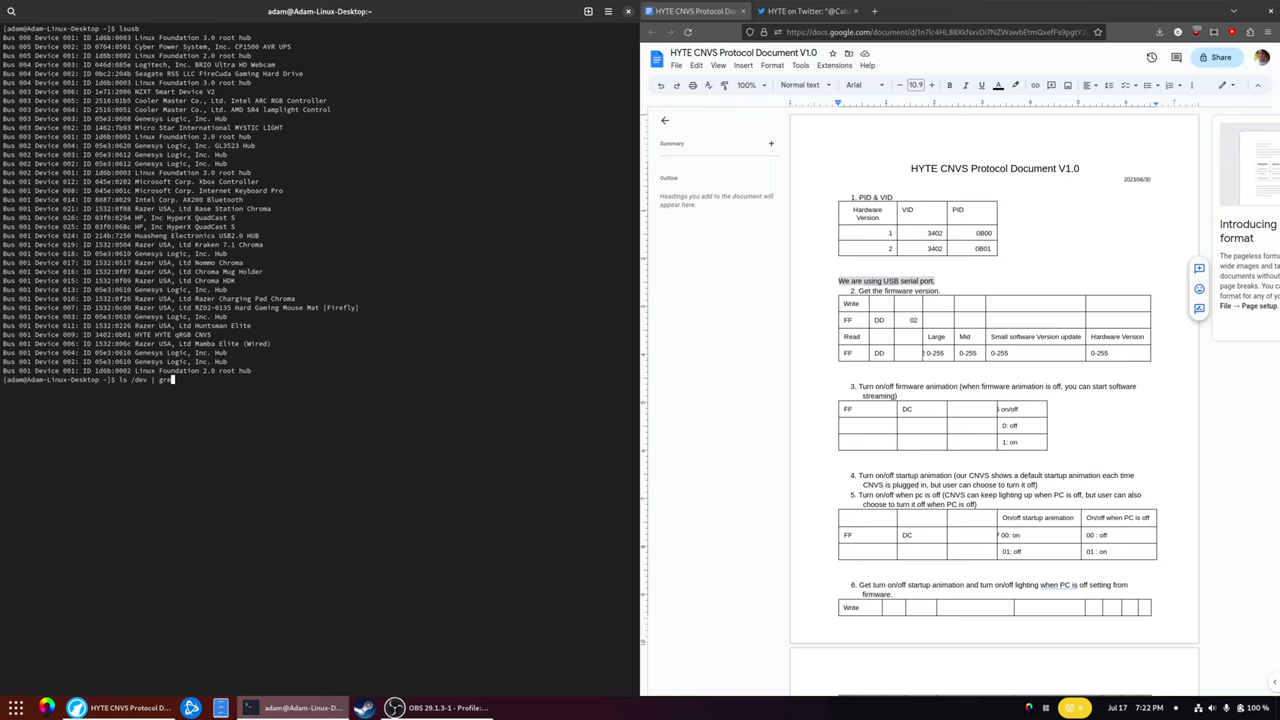 adam@Adam-Linux-Desktop:~
[adam@Adam-Linux-Desktop ~]$ lsusb
Bus 006 Device 001: ID 1d6b:0003 Linux Foundation 3.0 root hub
Bus 005 Device 002: ID 0764:0501 Cyber Power System, Inc. CP1500 AVR UPS
Bus 005 Device 001: ID 1d6b:0002 Linux Foundation 2.0 root hub
Bus 004 Device 003: ID 046d:085e Logitech, Inc. BRIO Ultra HD Webcam
Bus 004 Device 002: ID 0bc2:204b Seagate RSS LLC FireCuda Gaming Hard Drive
Bus 004 Device 001: ID 1d6b:0003 Linux Foundation 3.0 root hub
Bus 003 Device 006: ID 1e71:2006 NZXT Smart Device V2
Bus 003 Device 005: ID 2516:01b5 Cooler Master Co., Ltd. Intel ARC RGB Controller
Bus 003 Device 004: ID 2516:0051 Cooler Master Co., Ltd. AMD SR4 lamplight Control
Bus 003 Device 003: ID 05e3:0608 Genesys Logic, Inc. Hub
Bus 003 Device 002: ID 1462:7b93 Micro Star International MYSTIC LIGHT
Bus 003 Device 001: ID 1d6b:0002 Linux Foundation 2.0 root hub
Bus 002 Device 004: ID 05e3:0620 Genesys Logic, Inc. GL3523 Hub
Bus 002 Device 003: ID 05e3:0612 Genesys Logic, Inc. Hub
Bus 002 Device 002: ID 05e3:0612 Genesys Logic, Inc. Hub
Bus 002 Device 001: ID 1d6b:0003 Linux Foundation 3.0 root hub
Bus 001 Device 012: ID 045e:0202 Microsoft Corp. Xbox Controller
Bus 001 Device 008: ID 045e:002b Microsoft Corp. Internet Keyboard Pro
Bus 001 Device 014: ID 8087:0029 Intel Corp. AX200 Bluetooth
Bus 001 Device 021: ID 1532:0f08 Razer USA, Ltd Base Station Chroma
Bus 001 Device 026: ID 03f0:0294 HP, Inc HyperX QuadCast S
Bus 001 Device 025: ID 03f0:068c HP, Inc HyperX QuadCast S
Bus 001 Device 024: ID 214b:7250 Huasheng Electronics USB2.0 HUB
Bus 001 Device 019: ID 1532:0504 Razer USA, Ltd Kraken 7.1 Chroma
Bus 001 Device 018: ID 05e3:0610 Genesys Logic, Inc. Hub
Bus 001 Device 017: ID 1532:0517 Razer USA, Ltd Nommo Chroma
Bus 001 Device 016: ID 1532:0f07 Razer USA, Ltd Chroma Mug Holder
Bus 001 Device 015: ID 1532:0f09 Razer USA, Ltd Chroma HDK
Bus 001 Device 013: ID 05e3:0610 Genesys Logic, Inc. Hub
Bus 001 Device 010: ID 1532:0f26 Razer USA, Ltd Razer Charging Pad Chroma
Bus 001 Device 007: ID 1532:0c00 Razer USA, Ltd RZ02-0135 Hard Gaming Mouse Mat [Firefly]
Bus 001 Device 003: ID 05e3:0610 Genesys Logic, Inc. Hub
Bus 001 Device 011: ID 1532:0226 Razer USA, Ltd Huntsman Elite
Bus 001 Device 009: ID 3402:0b01 HYTE HYTE qRGB CNVS
Bus 001 Device 006: ID 1532:006c Razer USA, Ltd Mamba Elite (Wired)
Bus 001 Device 004: ID 05e3:0610 Genesys Logic, Inc. Hub
Bus 001 Device 002: ID 05e3:0610 Genesys Logic, Inc. Hub
Bus 001 Device 001: ID 1d6b:0002 Linux Foundation 2.0 root hub
[adam@Adam-Linux-Desktop ~]$ ls /dev | gre
HYTE CNVS Protocol Doc
HYTE on Twitter: "@Calc
https://docs.google.com/document/d/1n7lc4HL88XkNxvDi7NZWawbEtmQxefFs9pgtY2
HYTE CNVS Protocol Document V1.0
File Edit View Insert Format Tools Extensions Help
Share
100% Normal text Arial 10.9
Summary
Outline
Headings you add to the document will
appear here.
HYTE CNVS Protocol Document V1.0
2023/06/30
1. PID & VID
Hardware Version VID PID
1 3402 0B00
2 3402 0B01
We are using USB serial port.
2. Get the firmware version.
Write
FF DD 02
Read Large Mid Small software Version update Hardware Version
FF DD 0-255 0-255 0-255 0-255
3. Turn on/off firmware animation (when firmware animation is off, you can start software
streaming)
FF DC on/off
0: off
1: on
4. Turn on/off startup animation (our CNVS shows a default startup animation each time
CNVS is plugged in, but user can choose to turn it off)
5. Turn on/off when pc is off (CNVS can keep lighting up when PC is off, but user can also
choose to turn it off when PC is off)
On/off startup animation On/off when PC is off
FF DC 00: on 00 : off
01: off 01 : on
6. Get turn on/off startup animation and turn on/off lighting when PC is off setting from
firmware.
Write
Introducing
format
The pageless form
wide images and ta
documents without
page breaks. You c
format for any of yo
File → Page setup.
HYTE CNVS Protocol D...
adam@Adam-Linux-D...
OBS 29.1.3-1 - Profile:...
Jul 17 7:22 PM 100 %